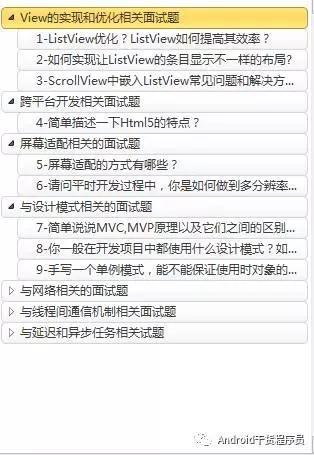 View的实现和优化相关面试题
1-ListView优化？ListView如何提高其效率？
2-如何实现让ListView的条目显示不一样的布局?
3-ScrollView中嵌入ListView常见问题和解决方...
跨平台开发相关面试题
4-简单描述一下Html5的特点？
屏幕适配相关面试题
5-屏幕适配的方式有哪些？
6-请问平时开发过程中，你是如何做到多分辨率...
与设计模式相关的面试题
7-简单说说MVC,MVP原理以及它们之间的区别...
8-你一般在开发项目中都使用什么设计模式？如...
9-手写一个单例模式，能不能保证使用时对象的...
与网络相关的面试题
与线程间通信机制相关面试题
与延迟和异步任务相关试题
Android干货程序员